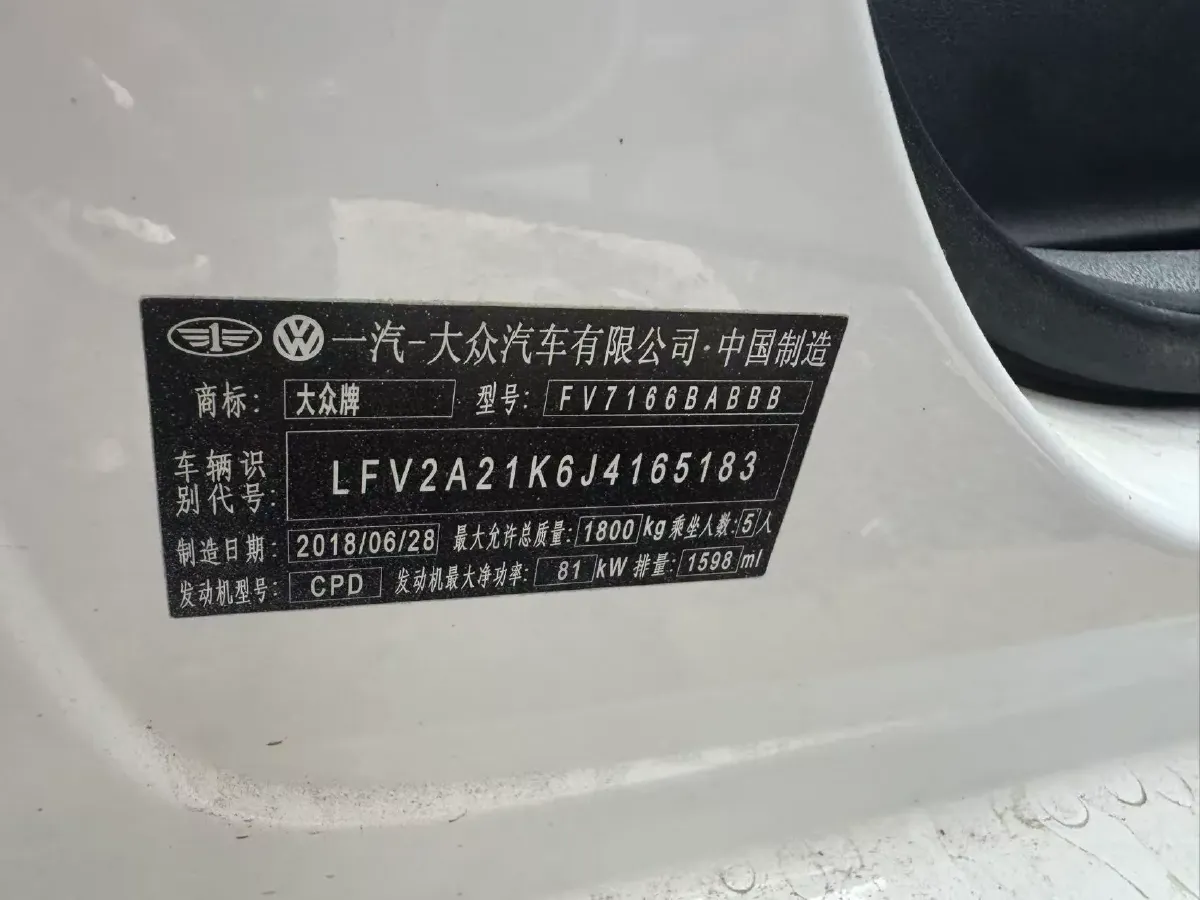 1 VW 一汽-大众汽车有限公司·中国制造
商标: 大众牌 型号: FV7166BABBB
车辆识别代号: LFV2A21K6J4165183
制造日期: 2018/06/28 最大允许总质量: 1800 kg 乘坐人数: 5 人
发动机型号: CPD 发动机最大净功率: 81 kW 排量: 1598 ml